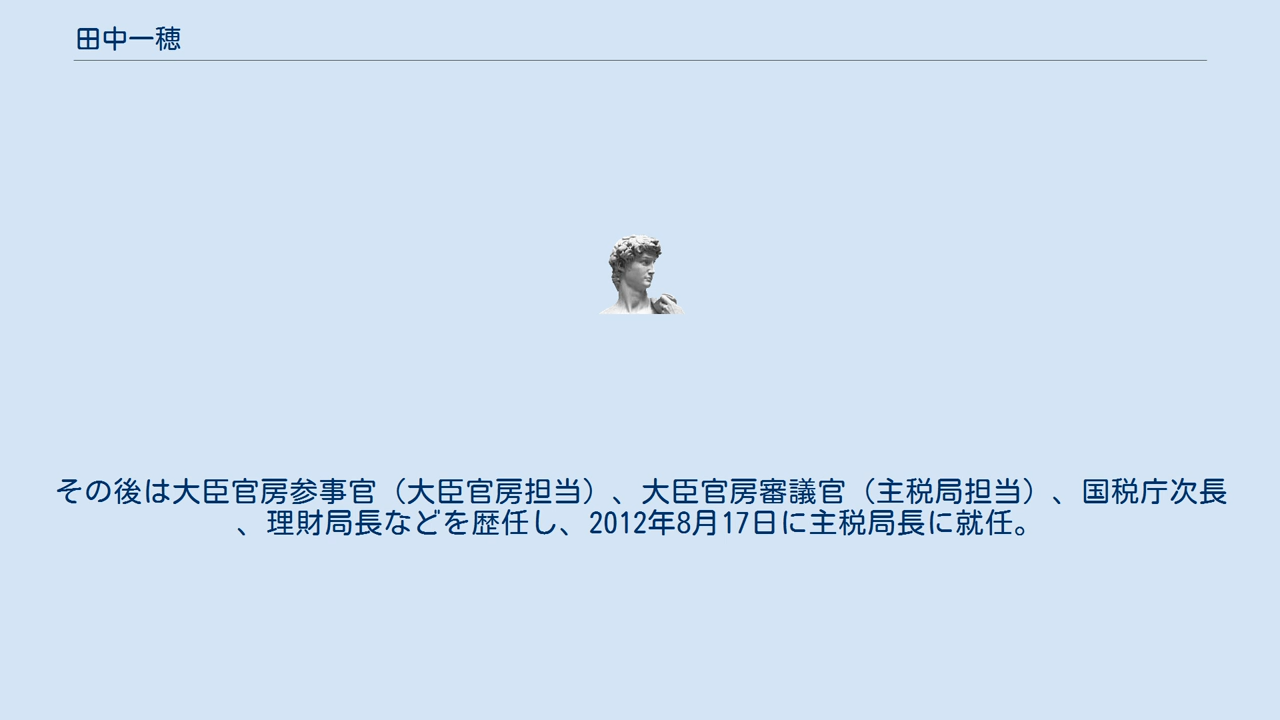 田中一穂
その後は大臣官房参事官（大臣官房担当）、大臣官房審議官（主税局担当）、国税庁次長
、理財局長などを歴任し、2012年8月17日に主税局長に就任。